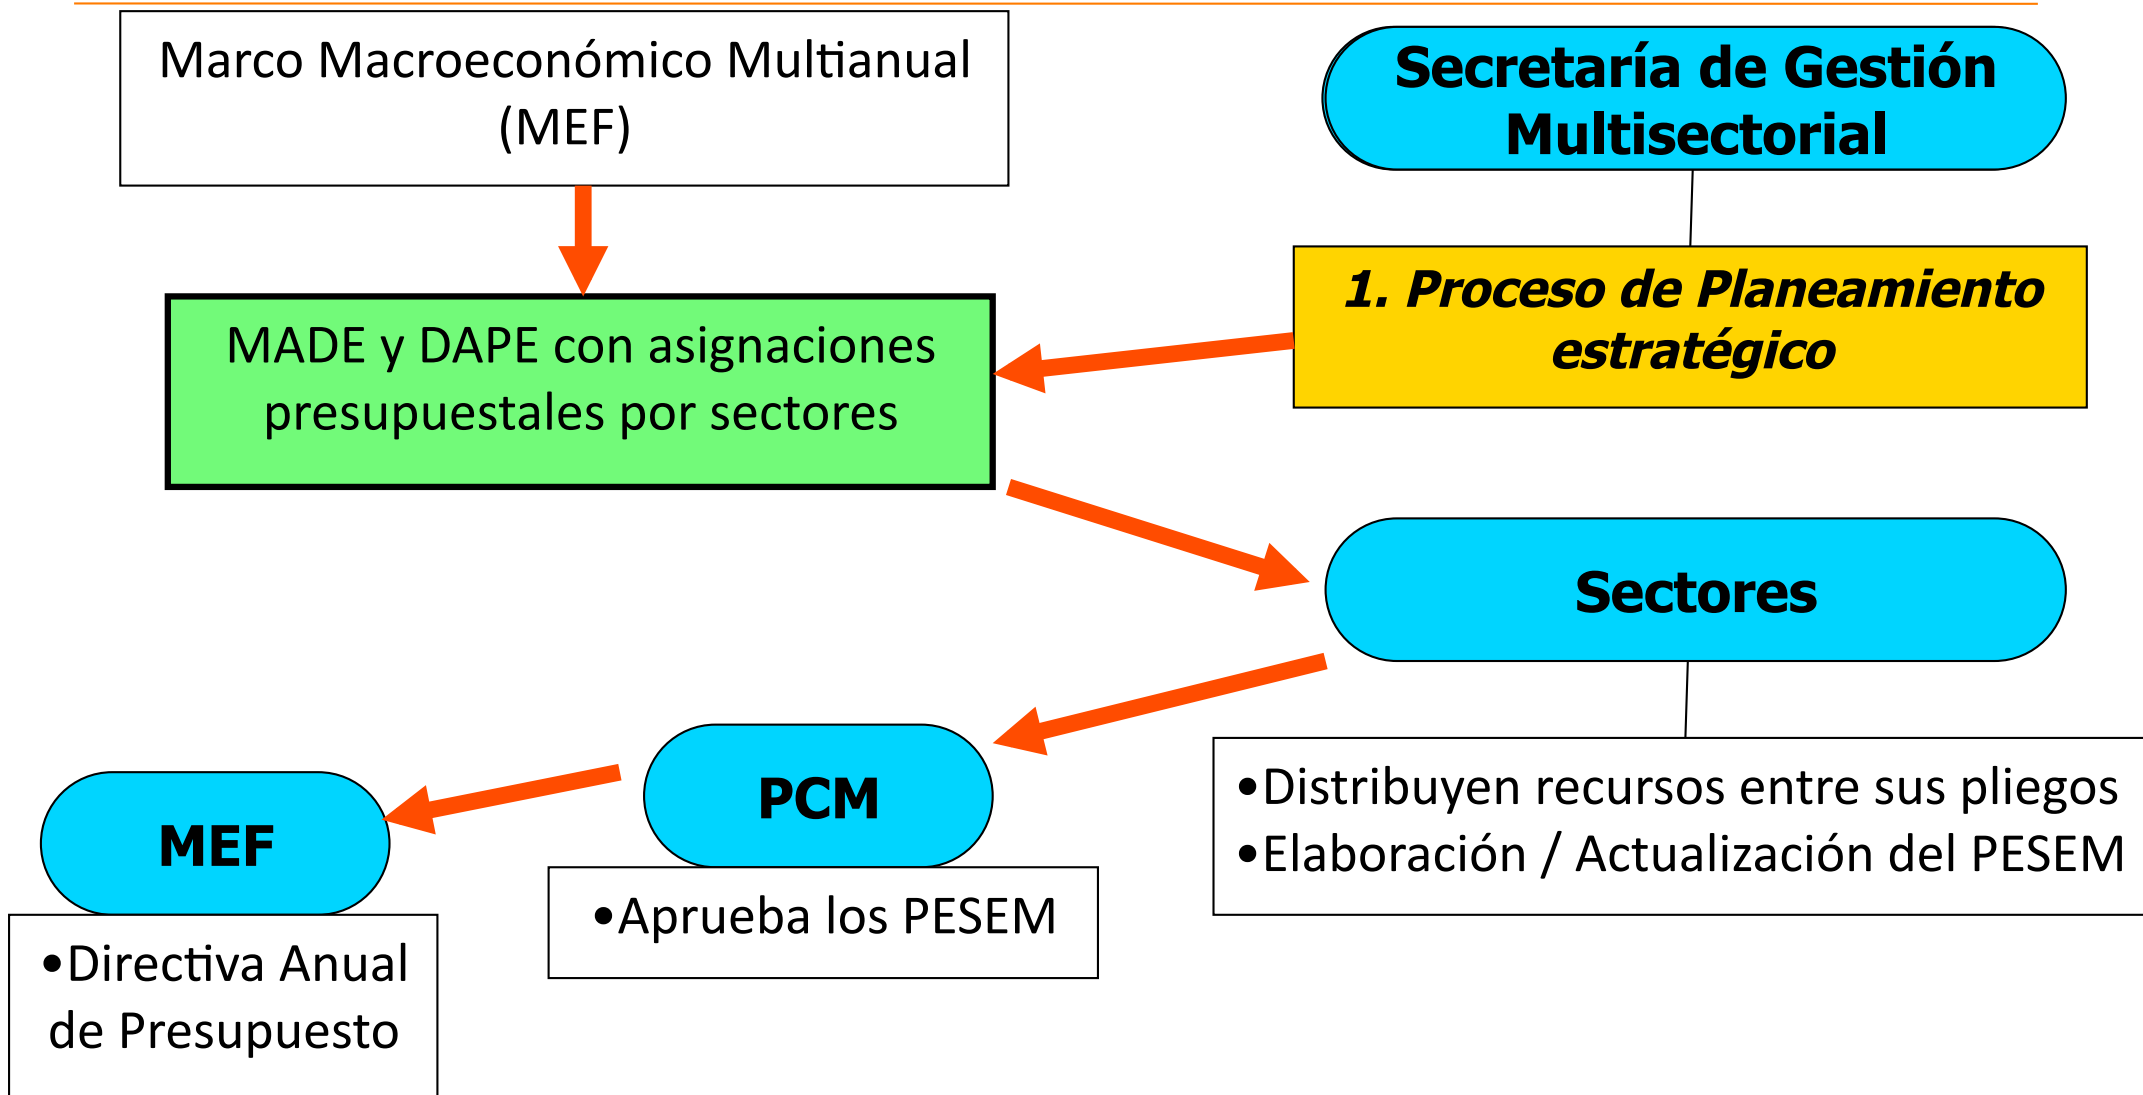 Marco Macroeconómico Multianual
(MEF)
Secretaría de Gestión
Multisectorial
1. Proceso de Planeamiento
estratégico
MADE y DAPE con asignaciones
presupuestales por sectores
Sectores
•Distribuyen recursos entre sus pliegos
•Elaboración / Actualización del PESEM
PCM
•Aprueba los PESEM
MEF
•Directiva Anual
de Presupuesto